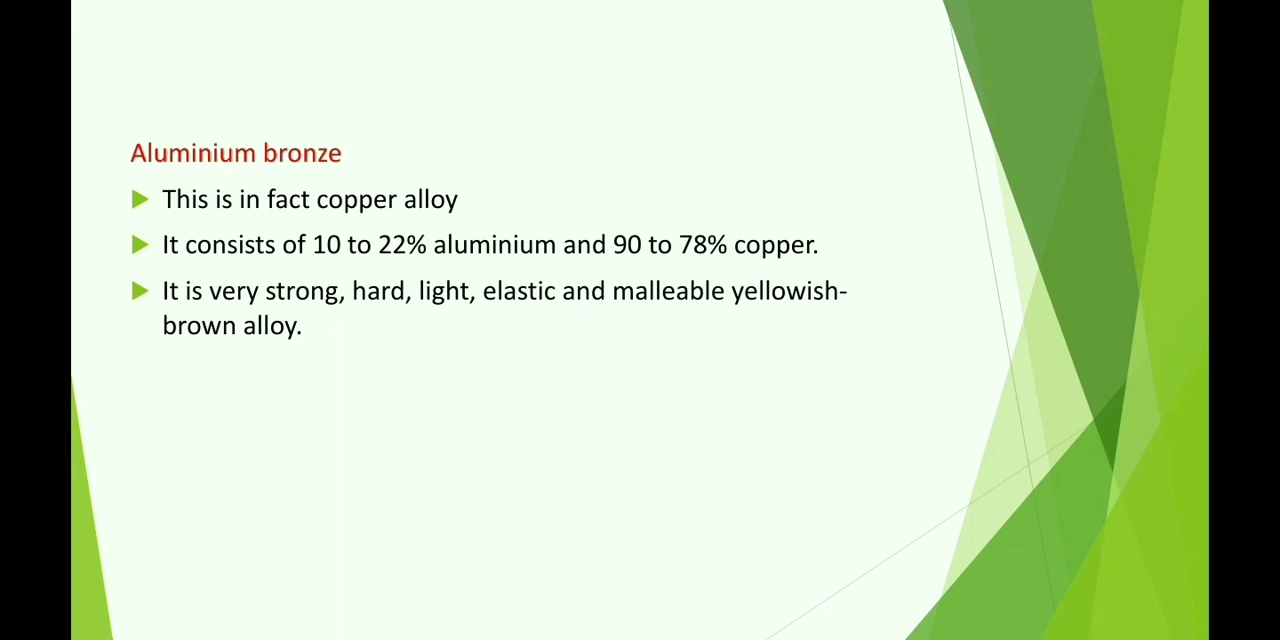 Aluminium bronze
This is in fact copper alloy
It consists of 10 to 22% aluminium and 90 to 78% copper.
It is very strong, hard, light, elastic and malleable yellowish-
brown alloy.